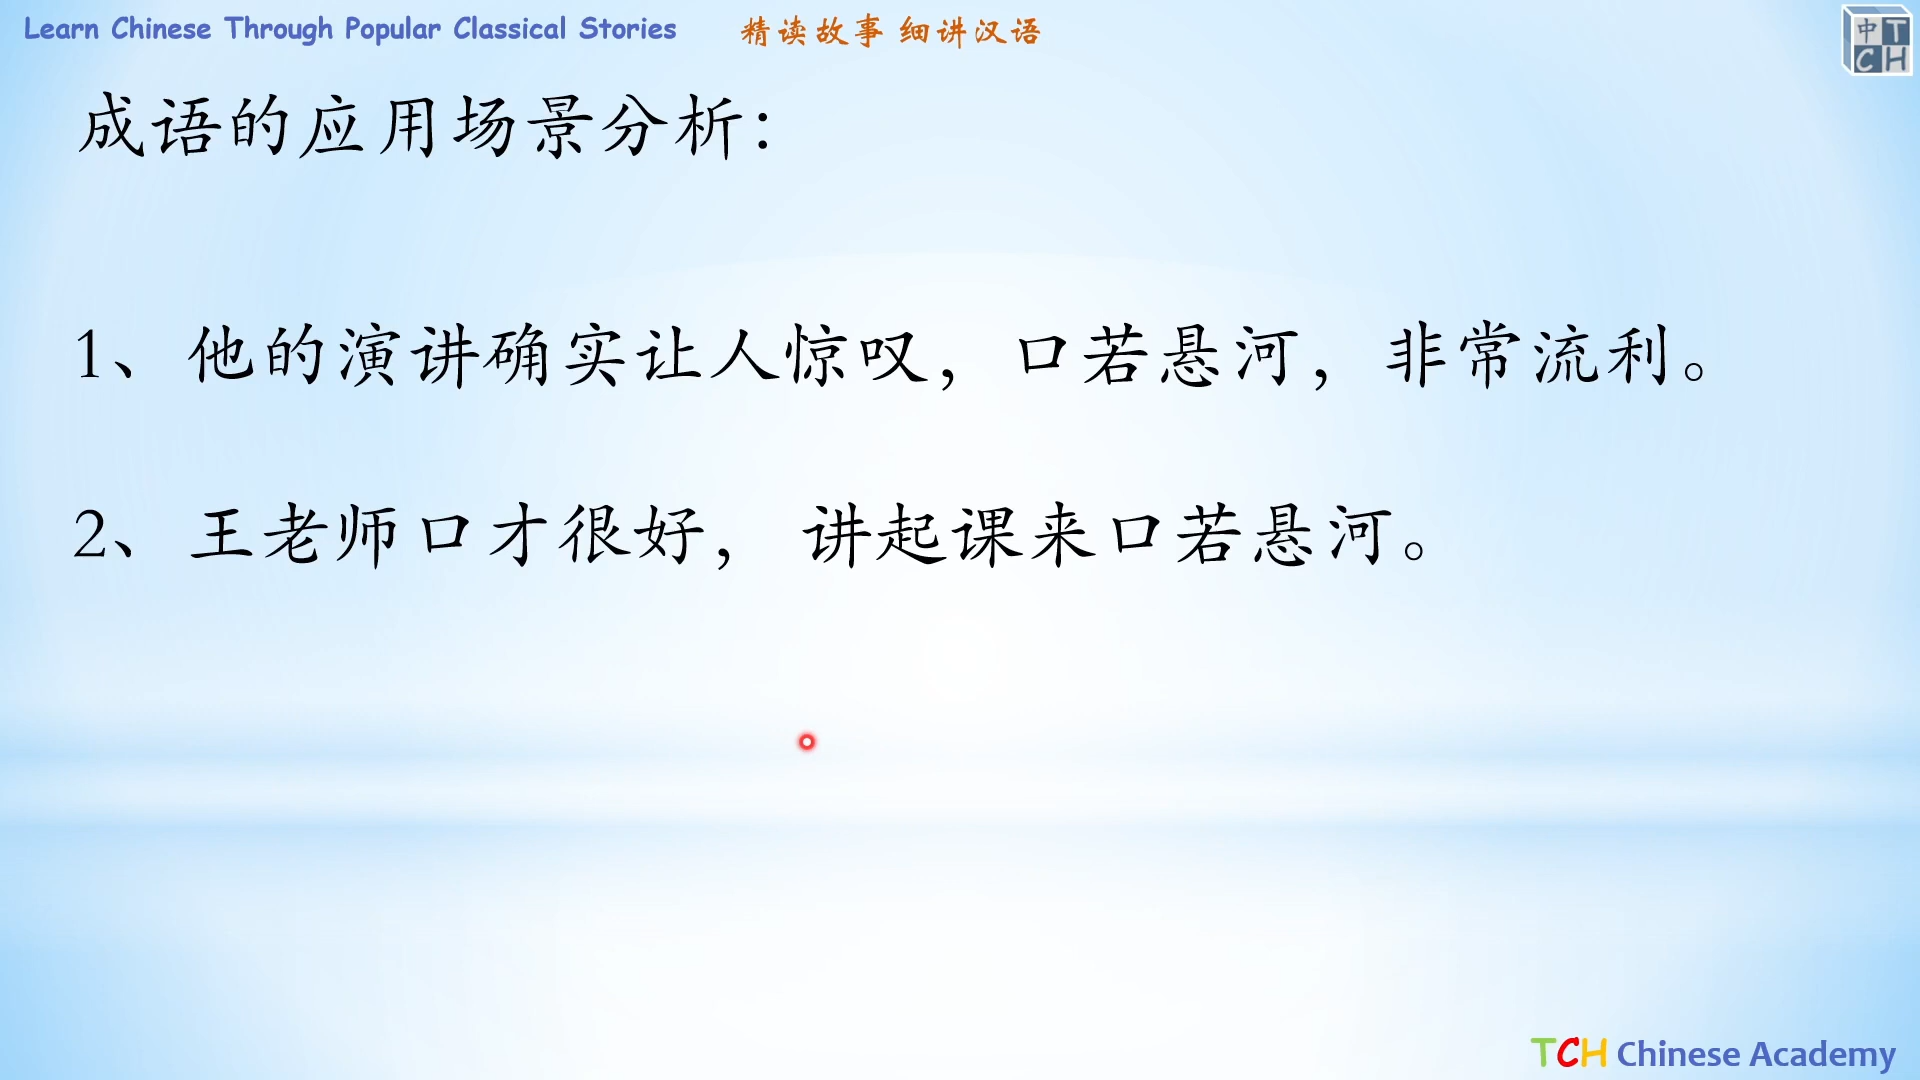 Learn Chinese Through Popular Classical Stories 精读故事 细讲汉语
中TCH
成语的应用场景分析：
1、他的演讲确实让人惊叹，口若悬河，非常流利。
2、王老师口才很好， 讲起课来口若悬河。
TCH Chinese Academy